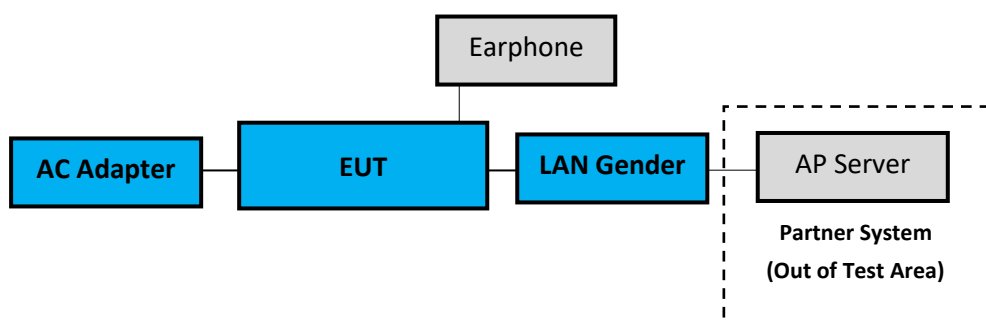 Earphone
AC Adapter
EUT
LAN Gender
AP Server
Partner System
(Out of Test Area)